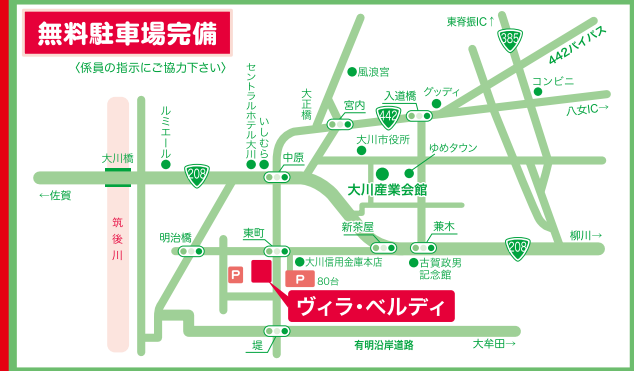 無料駐車場完備
〈係員の指示にご協力下さい〉
東脊振IC↑
385
442バイパス
風浪宮
グッディ
コンビニ
セントラルホテル大川
いしむら
大正橋
宮内
入道橋
442
八女IC→
ルミエール
大川市役所
ゆめタウン
大川橋
208
中原
大川産業会館
←佐賀
筑後川
明治橋
東町
新茶屋
兼木
柳川→
208
大川信用金庫本店
古賀政男
記念館
P
P
80台
ヴィラ・ベルディ
堤
有明沿岸道路
大牟田→